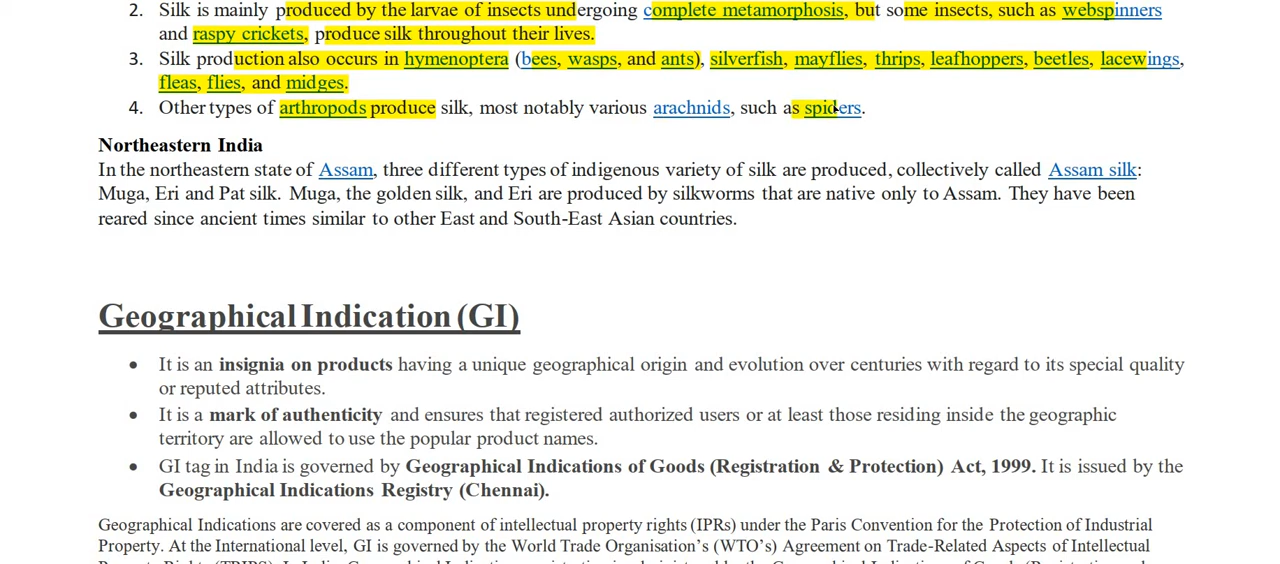 2. Silk is mainly produced by the larvae of insects undergoing complete metamorphosis, but some insects, such as webspinners
and raspy crickets, produce silk throughout their lives.
3. Silk production also occurs in hymenoptera (bees, wasps, and ants), silverfish, mayflies, thrips, leafhoppers, beetles, lacewings,
fleas, flies, and midges.
4. Other types of arthropods produce silk, most notably various arachnids, such as spiders.
Northeastern India
In the northeastern state of Assam, three different types of indigenous variety of silk are produced, collectively called Assam silk:
Muga, Eri and Pat silk. Muga, the golden silk, and Eri are produced by silkworms that are native only to Assam. They have been
reared since ancient times similar to other East and South-East Asian countries.
Geographical Indication (GI)
• It is an insignia on products having a unique geographical origin and evolution over centuries with regard to its special quality
or reputed attributes.
• It is a mark of authenticity and ensures that registered authorized users or at least those residing inside the geographic
territory are allowed to use the popular product names.
• GI tag in India is governed by Geographical Indications of Goods (Registration & Protection) Act, 1999. It is issued by the
Geographical Indications Registry (Chennai).
Geographical Indications are covered as a component of intellectual property rights (IPRs) under the Paris Convention for the Protection of Industrial
Property. At the International level, GI is governed by the World Trade Organisation's (WTO's) Agreement on Trade-Related Aspects of Intellectual